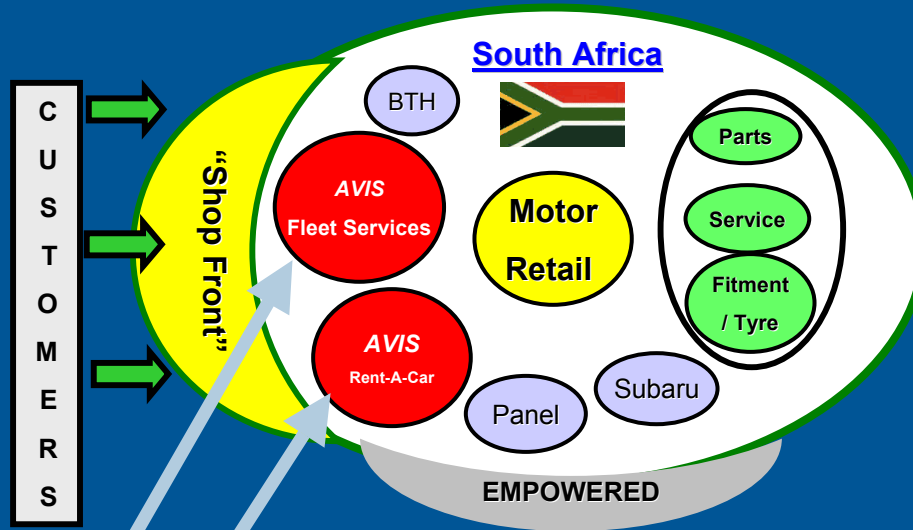 CUSTOMERS
“Shop Front”
South Africa
BTH
AVIS
Fleet Services
AVIS
Rent-A-Car
Motor
Retail
Parts
Service
Fitment
/ Tyre
Panel
Subaru
EMPOWERED